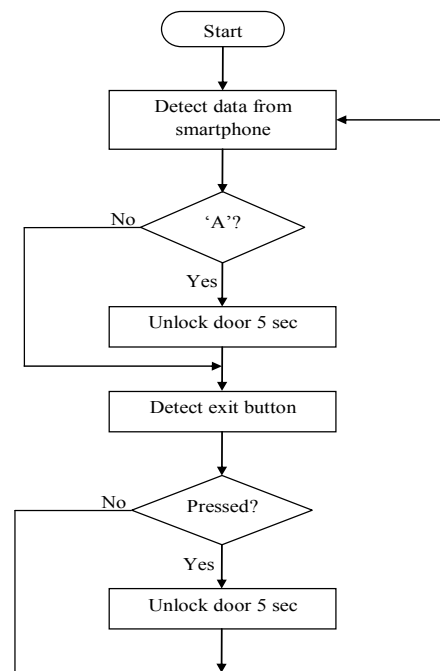 Start
Detect data from
smartphone
No
‘A’?
Yes
Unlock door 5 sec
Detect exit button
No
Pressed?
Yes
Unlock door 5 sec